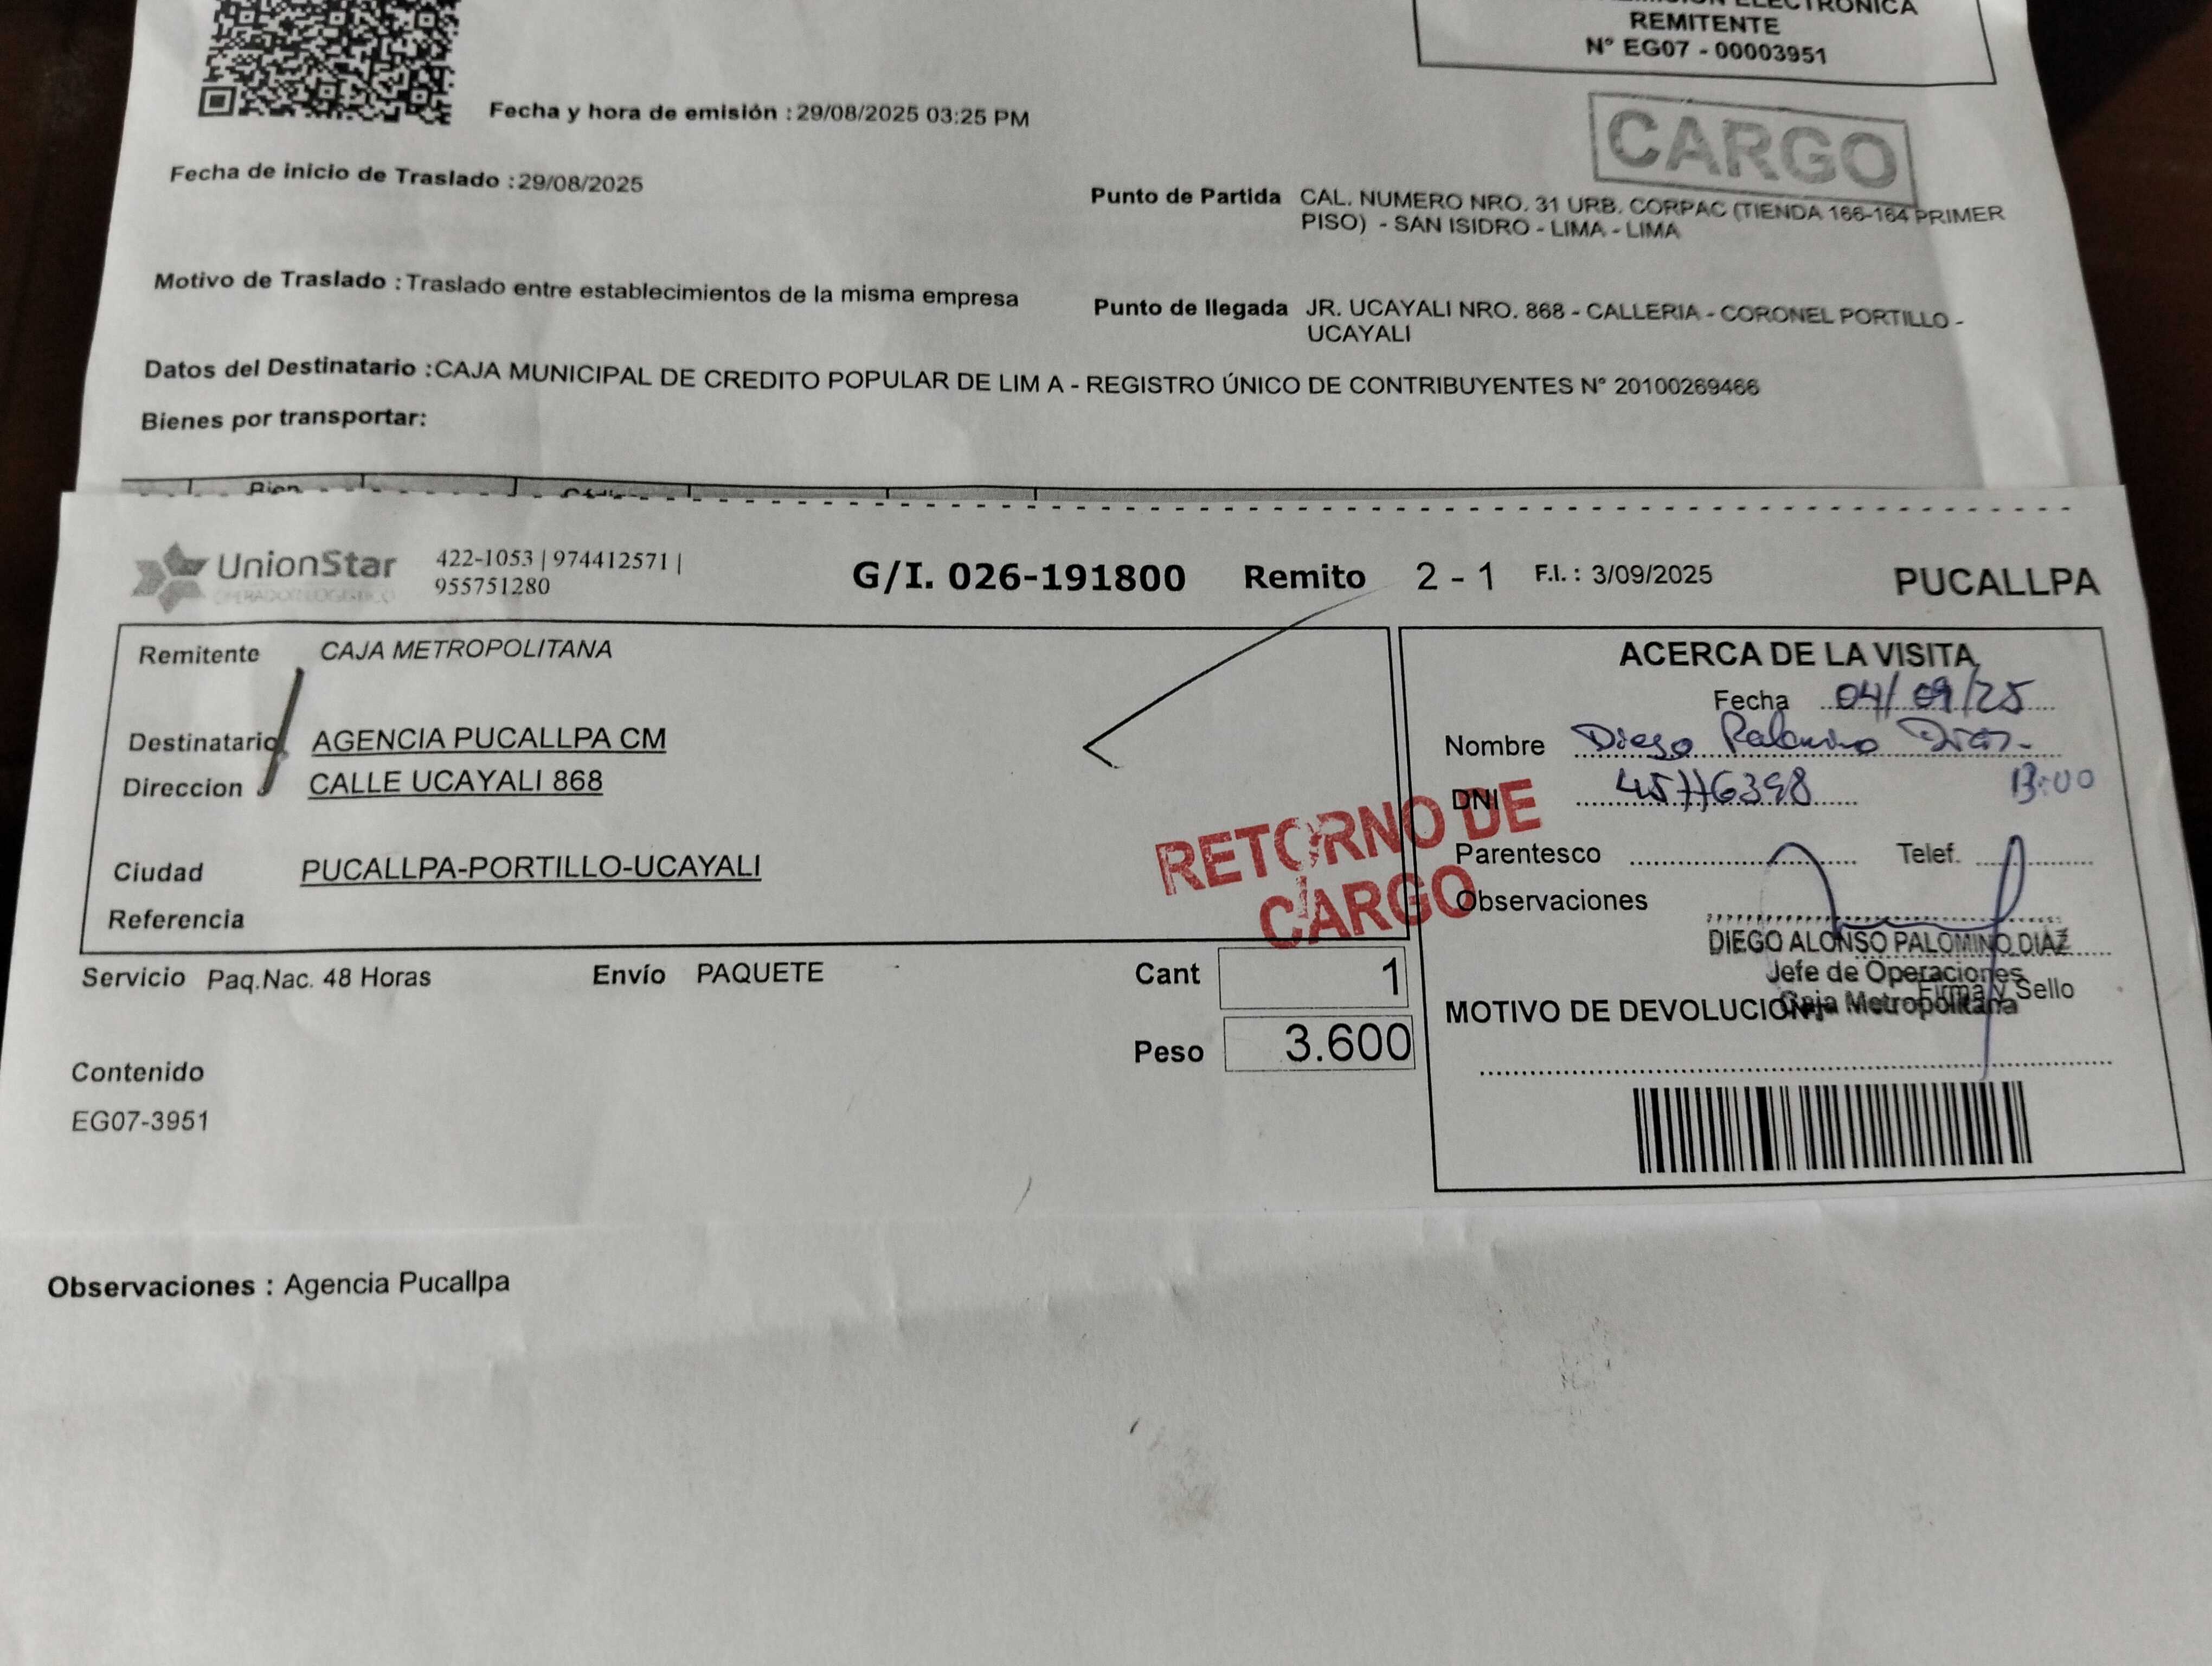 REMITENTE
N° EG07 - 00003951
Fecha y hora de emisión : 29/08/2025 03:25 PM
CARGO
Fecha de inicio de Traslado : 29/08/2025
Punto de Partida CAL. NUMERO NRO. 31 URB. CORPAC (TIENDA 166-164 PRIMER
PISO) - SAN ISIDRO - LIMA - LIMA
Motivo de Traslado : Traslado entre establecimientos de la misma empresa
Punto de llegada JR. UCAYALI NRO. 868 - CALLERIA - CORONEL PORTILLO -
UCAYALI
Datos del Destinatario : CAJA MUNICIPAL DE CREDITO POPULAR DE LIM A - REGISTRO ÚNICO DE CONTRIBUYENTES N° 20100269466
Bienes por transportar:
UnionStar
OPERADOR LOGISTICO
422-1053 | 974412571 |
955751280
G/I. 026-191800 Remito 2 - 1 F.I. : 3/09/2025 PUCALLPA
Remitente CAJA METROPOLITANA
Destinatario AGENCIA PUCALLPA CM
Direccion CALLE UCAYALI 868
Ciudad PUCALLPA-PORTILLO-UCAYALI
Referencia
RETORNO DE
CARGO
Servicio Paq.Nac. 48 Horas Envío PAQUETE Cant 1
Peso 3.600
Contenido
EG07-3951
ACERCA DE LA VISITA
Fecha 04/09/25
Nombre Diego Palomino Diaz
DNI 13:00
Parentesco Telef.
Observaciones
DIEGO ALONSO PALOMINO DIAZ
Jefe de Operaciones
Caja Metropolitana
Firma y Sello
MOTIVO DE DEVOLUCION
Observaciones : Agencia Pucallpa